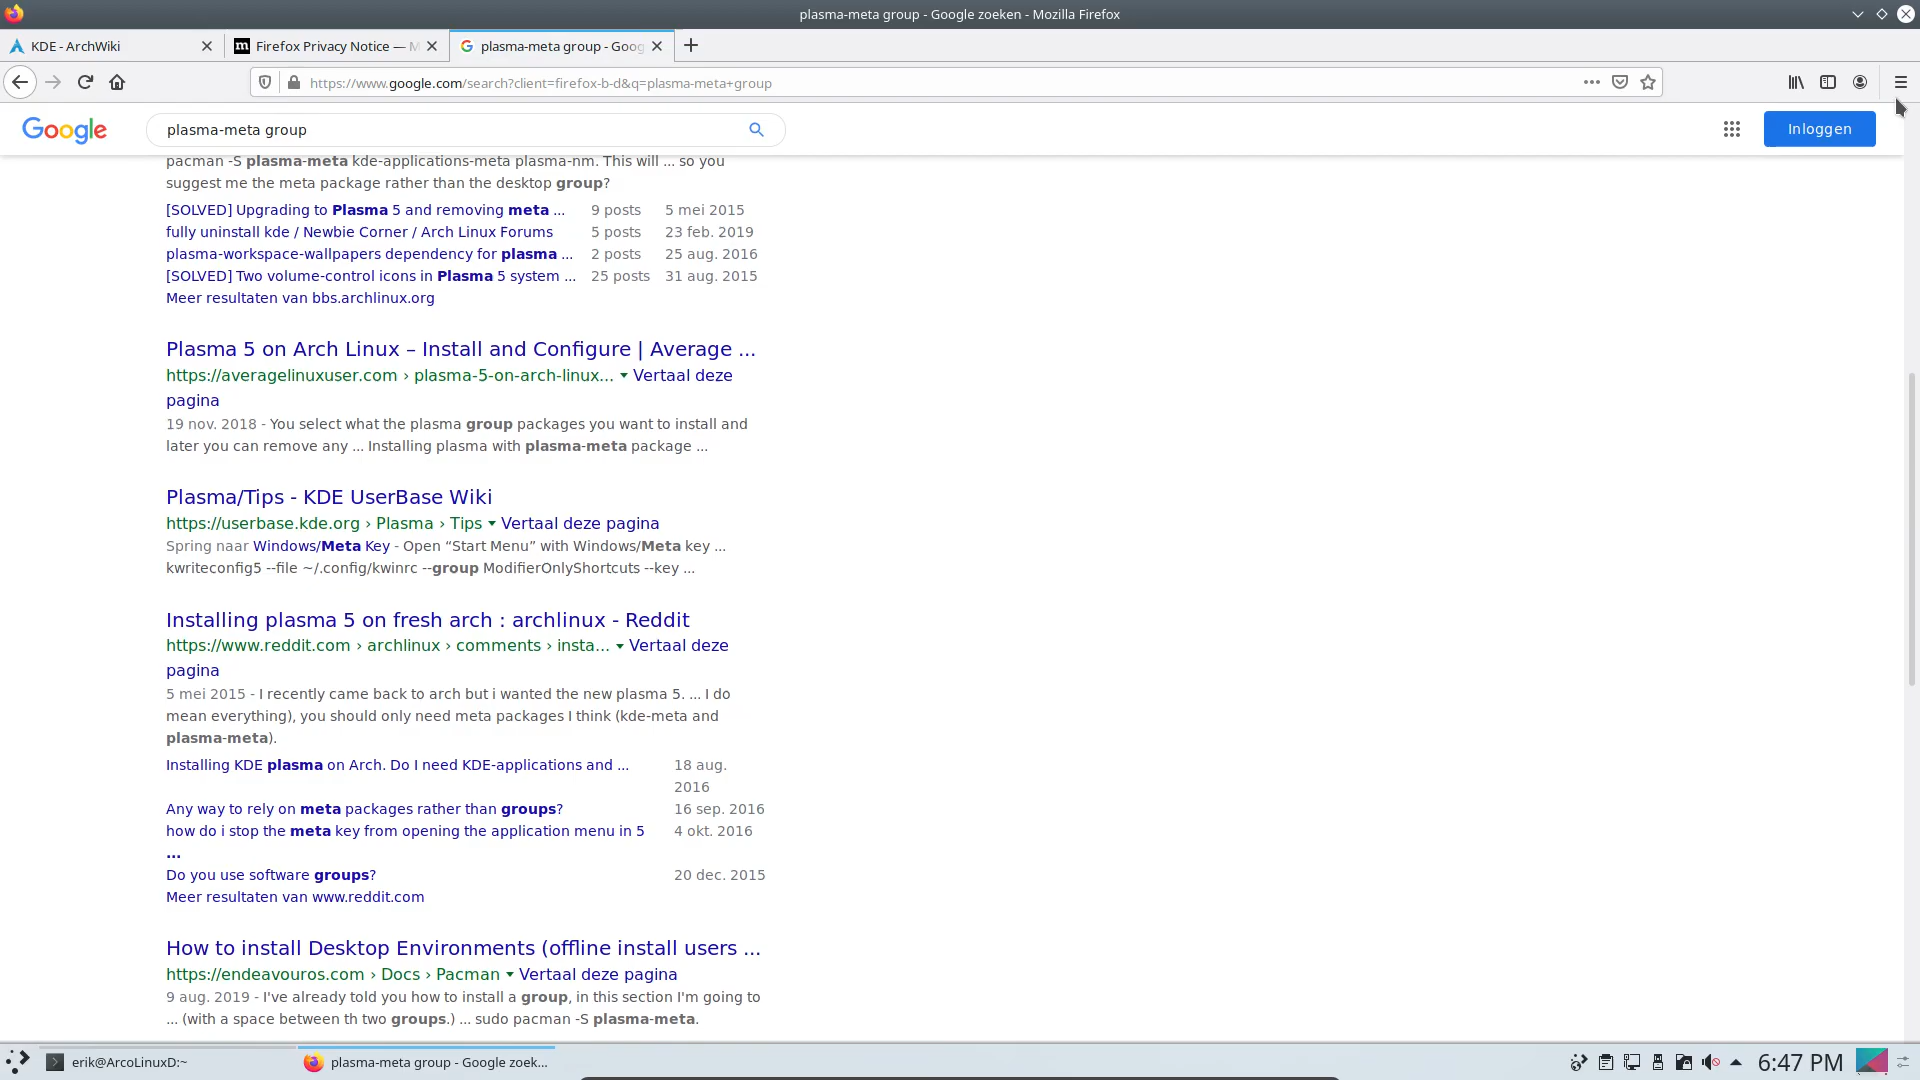 plasma-meta group - Google zoeken - Mozilla Firefox
KDE - ArchWiki
Firefox Privacy Notice — M
plasma-meta group - Goog
https://www.google.com/search?client=firefox-b-d&q=plasma-meta+group
Google
plasma-meta group
Inloggen
pacman -S plasma-meta kde-applications-meta plasma-nm. This will ... so you
suggest me the meta package rather than the desktop group?
[SOLVED] Upgrading to Plasma 5 and removing meta ... 9 posts 5 mei 2015
fully uninstall kde / Newbie Corner / Arch Linux Forums 5 posts 23 feb. 2019
plasma-workspace-wallpapers dependency for plasma ... 2 posts 25 aug. 2016
[SOLVED] Two volume-control icons in Plasma 5 system ... 25 posts 31 aug. 2015
Meer resultaten van bbs.archlinux.org
Plasma 5 on Arch Linux – Install and Configure | Average ...
https://averagelinuxuser.com › plasma-5-on-arch-linux... Vertaal deze
pagina
19 nov. 2018 - You select what the plasma group packages you want to install and
later you can remove any ... Installing plasma with plasma-meta package ...
Plasma/Tips - KDE UserBase Wiki
https://userbase.kde.org › Plasma › Tips Vertaal deze pagina
Spring naar Windows/Meta Key - Open “Start Menu” with Windows/Meta key ...
kwriteconfig5 --file ~/.config/kwinrc --group ModifierOnlyShortcuts --key ...
Installing plasma 5 on fresh arch : archlinux - Reddit
https://www.reddit.com › archlinux › comments › insta... Vertaal deze
pagina
5 mei 2015 - I recently came back to arch but i wanted the new plasma 5. ... I do
mean everything), you should only need meta packages I think (kde-meta and
plasma-meta).
Installing KDE plasma on Arch. Do I need KDE-applications and ... 18 aug.
2016
Any way to rely on meta packages rather than groups? 16 sep. 2016
how do i stop the meta key from opening the application menu in 5 4 okt. 2016
...
Do you use software groups? 20 dec. 2015
Meer resultaten van www.reddit.com
How to install Desktop Environments (offline install users ...
https://endeavouros.com › Docs › Pacman Vertaal deze pagina
9 aug. 2019 - I've already told you how to install a group, in this section I'm going to
... (with a space between th two groups.) ... sudo pacman -S plasma-meta.
erik@ArcoLinuxD:~
plasma-meta group - Google zoek...
6:47 PM